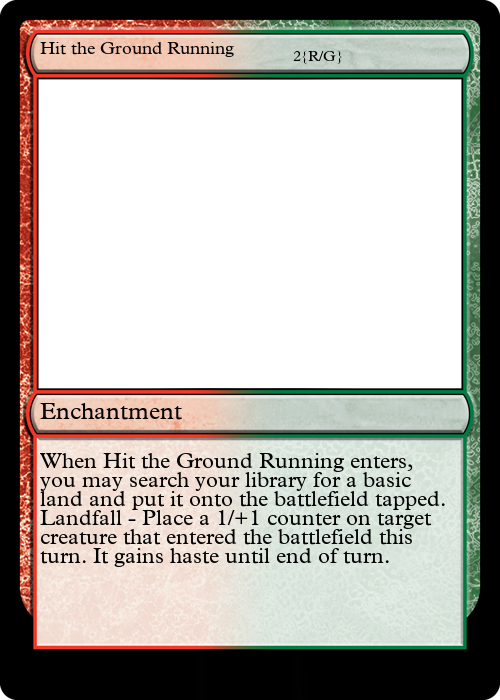 Hit the Ground Running 2{R/G}
Enchantment
When Hit the Ground Running enters,
you may search your library for a basic
land and put it onto the battlefield tapped.
Landfall - Place a 1/+1 counter on target
creature that entered the battlefield this
turn. It gains haste until end of turn.